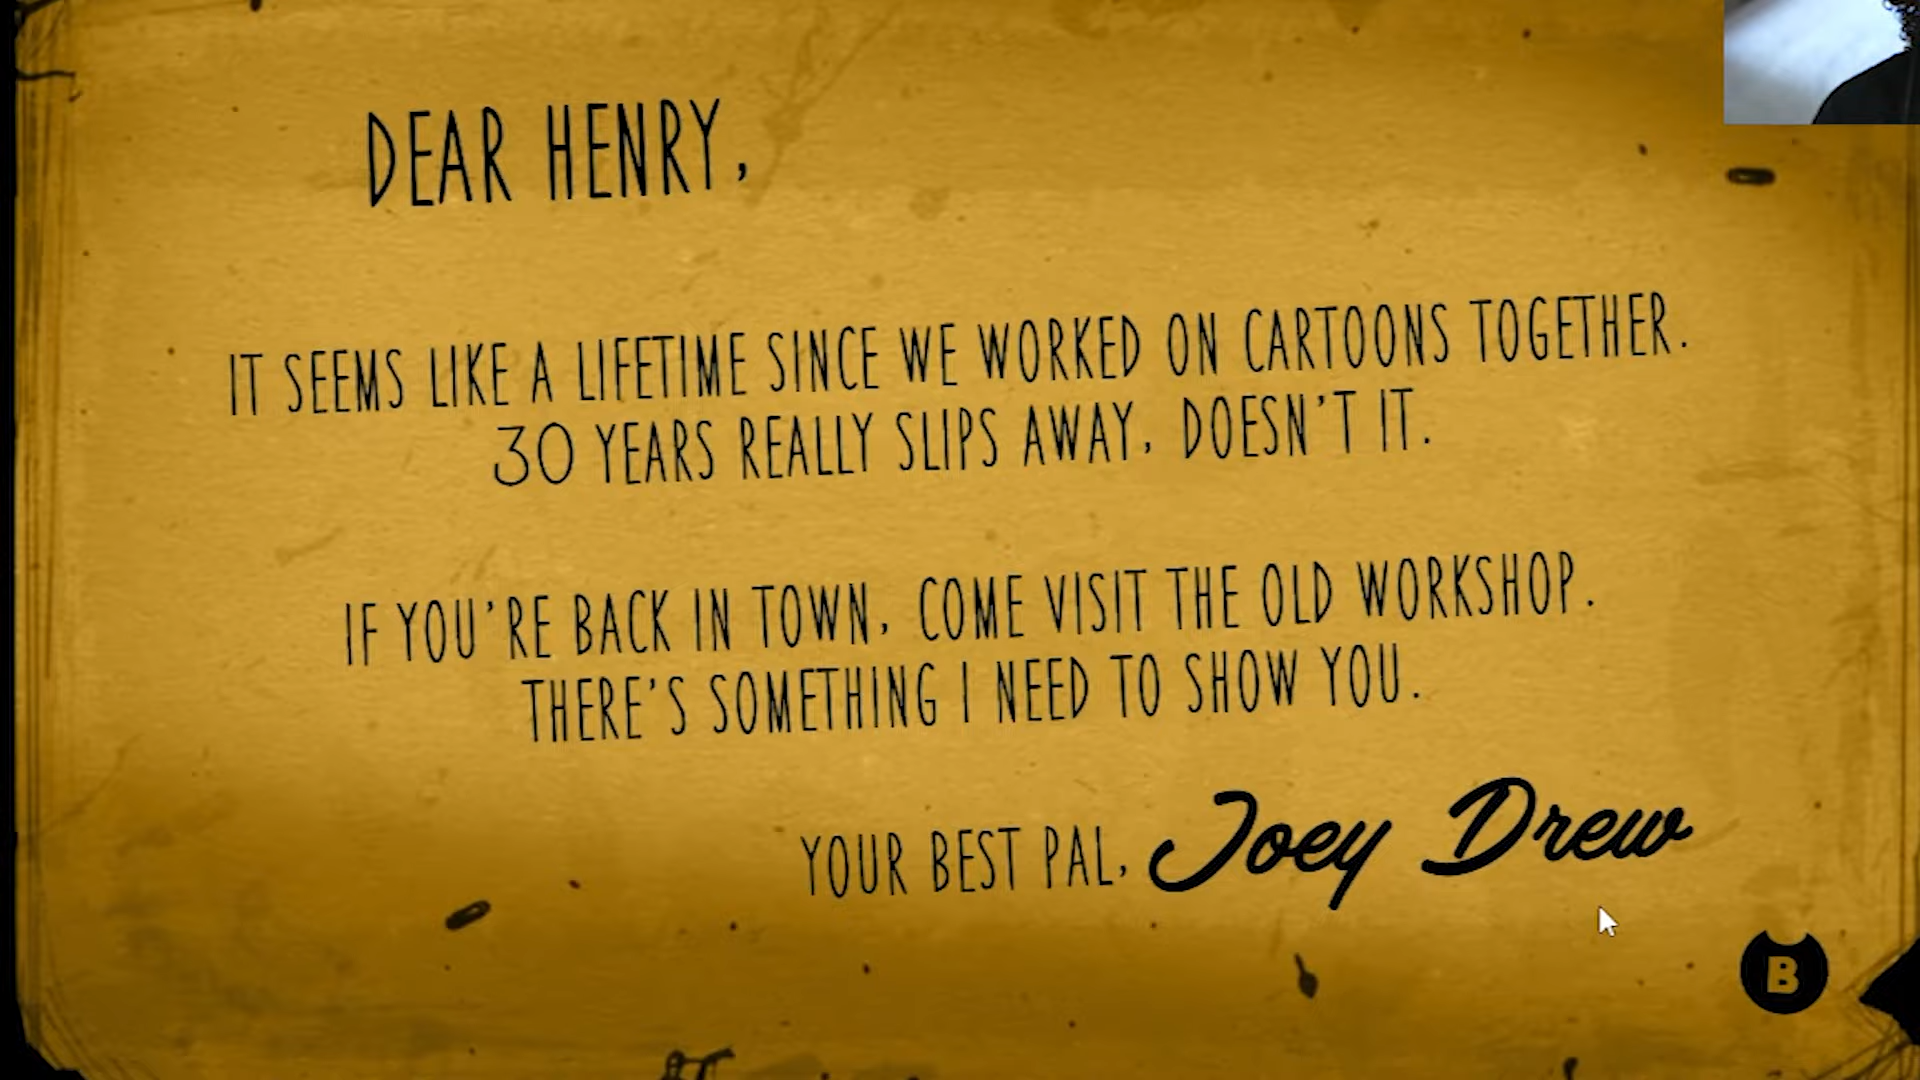 DEAR HENRY,
IT SEEMS LIKE A LIFETIME SINCE WE WORKED ON CARTOONS TOGETHER.
30 YEARS REALLY SLIPS AWAY, DOESN'T IT.
IF YOU'RE BACK IN TOWN, COME VISIT THE OLD WORKSHOP.
THERE'S SOMETHING I NEED TO SHOW YOU.
YOUR BEST PAL, Joey Drew
B